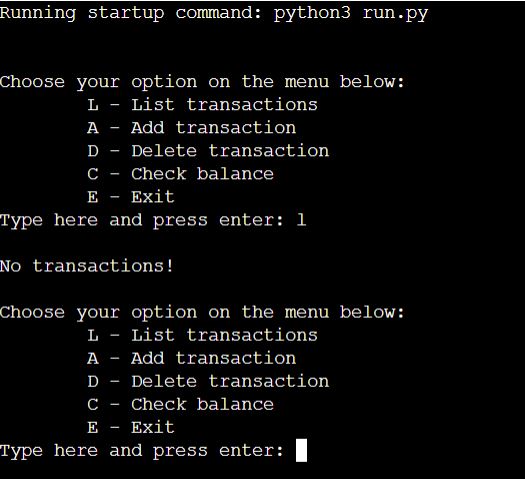 Running startup command: python3 run.py
Choose your option on the menu below:
L - List transactions
A - Add transaction
D - Delete transaction
C - Check balance
E - Exit
Type here and press enter: l
No transactions!
Choose your option on the menu below:
L - List transactions
A - Add transaction
D - Delete transaction
C - Check balance
E - Exit
Type here and press enter: